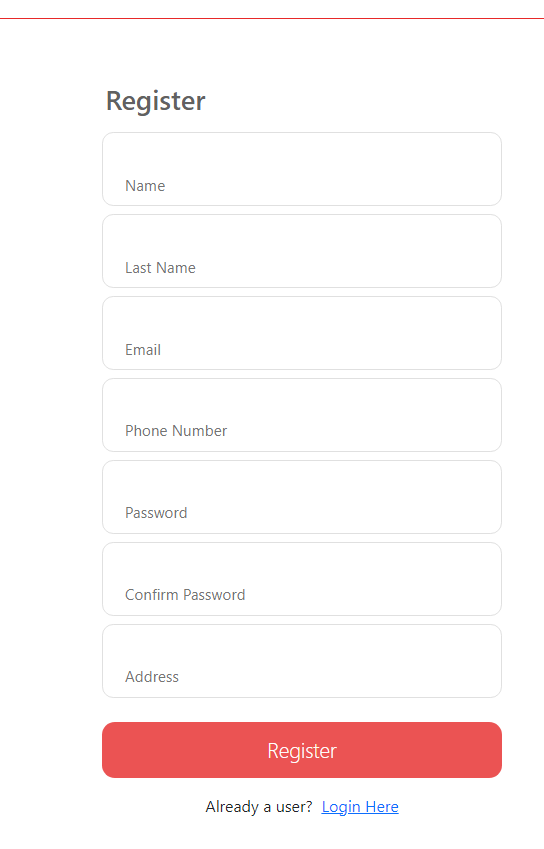 Register
Name
Last Name
Email
Phone Number
Password
Confirm Password
Address
Register
Already a user? Login Here